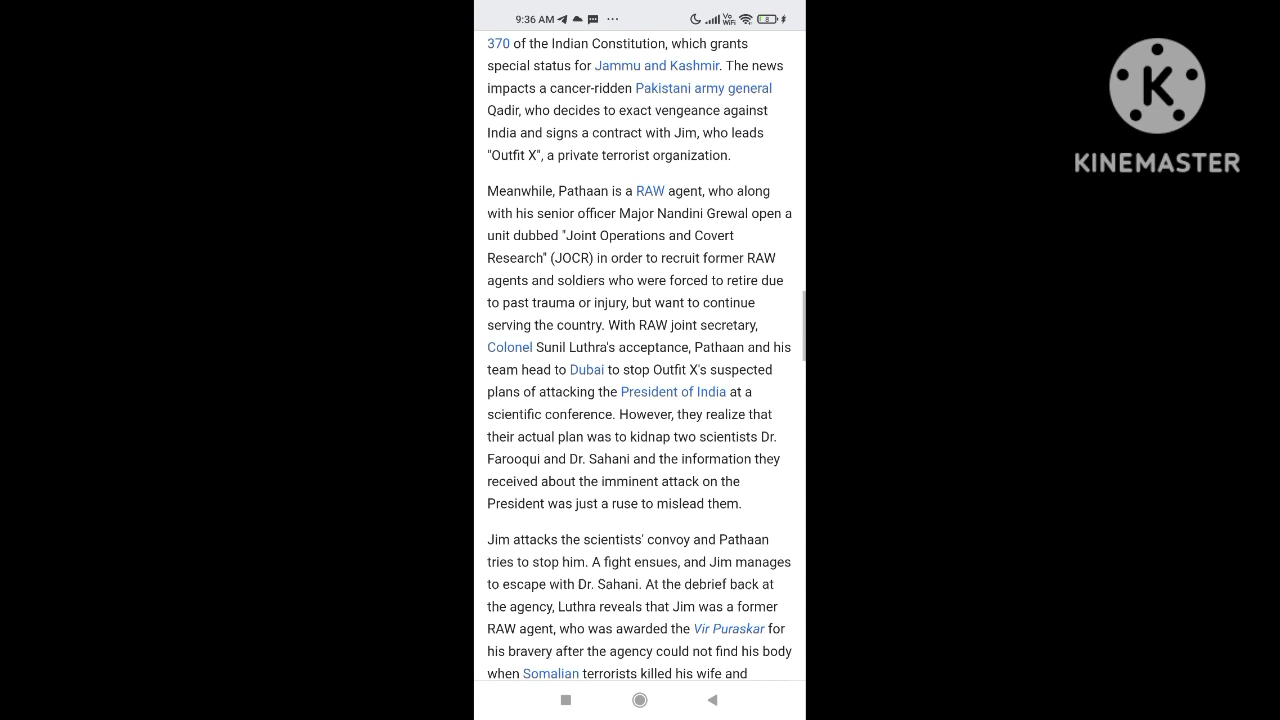 9:36 AM
Vo
WiFi
8
370 of the Indian Constitution, which grants
special status for Jammu and Kashmir. The news
impacts a cancer-ridden Pakistani army general
Qadir, who decides to exact vengeance against
India and signs a contract with Jim, who leads
"Outfit X", a private terrorist organization.
Meanwhile, Pathaan is a RAW agent, who along
with his senior officer Major Nandini Grewal open a
unit dubbed "Joint Operations and Covert
Research" (JOCR) in order to recruit former RAW
agents and soldiers who were forced to retire due
to past trauma or injury, but want to continue
serving the country. With RAW joint secretary,
Colonel Sunil Luthra's acceptance, Pathaan and his
team head to Dubai to stop Outfit X's suspected
plans of attacking the President of India at a
scientific conference. However, they realize that
their actual plan was to kidnap two scientists Dr.
Farooqui and Dr. Sahani and the information they
received about the imminent attack on the
President was just a ruse to mislead them.
Jim attacks the scientists' convoy and Pathaan
tries to stop him. A fight ensues, and Jim manages
to escape with Dr. Sahani. At the debrief back at
the agency, Luthra reveals that Jim was a former
RAW agent, who was awarded the Vir Puraskar for
his bravery after the agency could not find his body
when Somalian terrorists killed his wife and
K
KINEMASTER